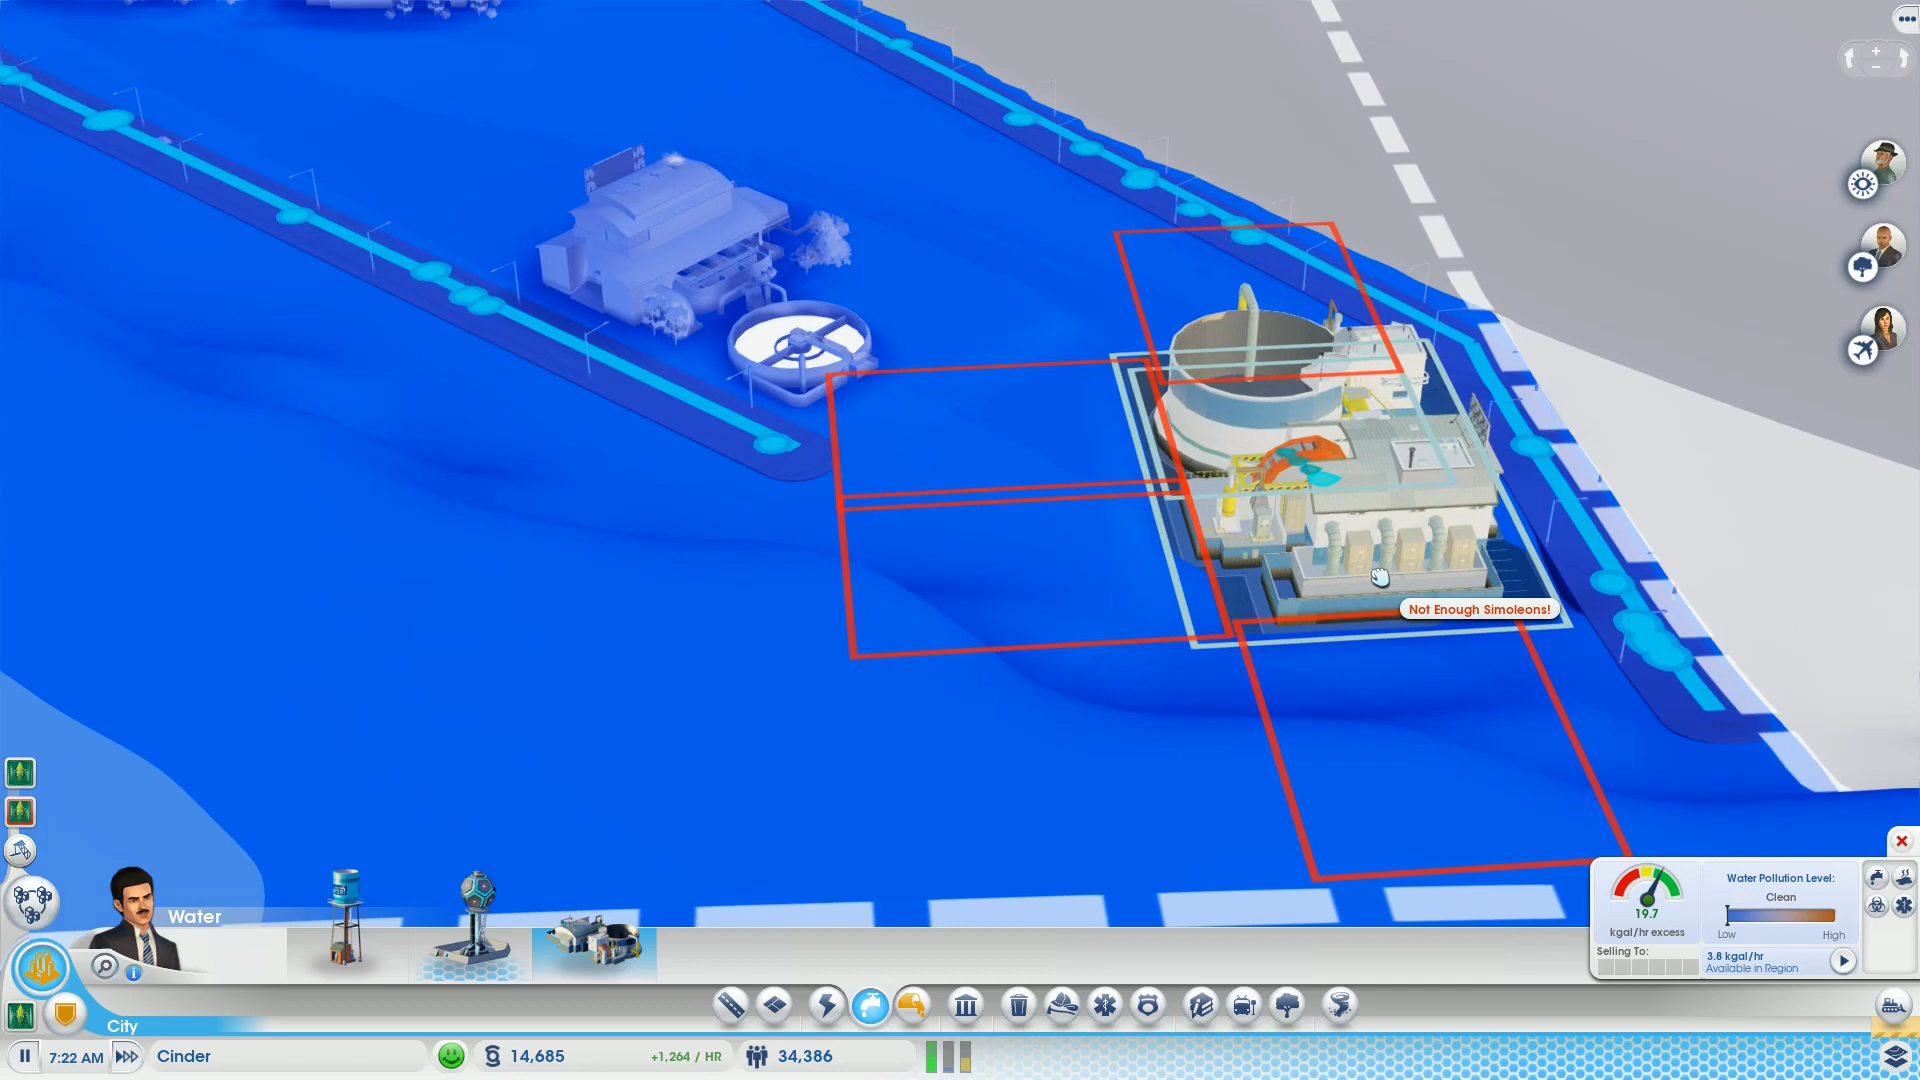 Not Enough Simoleons!
Water
Water Pollution Level:
Clean
Low
High
19.7
kgal/hr excess
Selling To:
3.8 kgal/hr
Available in Region
City
7:22 AM
Cinder
14,685
+1,264 / HR
34,386